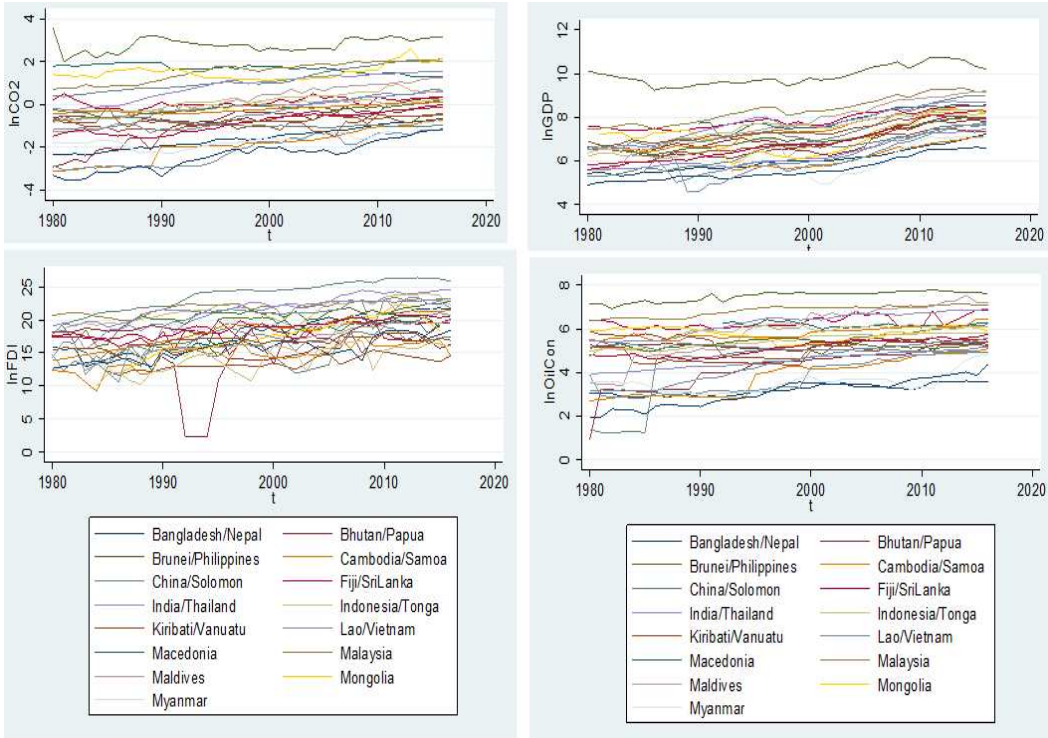 lnCO2
4
2
0
-2
-4
1980 1990 2000 2010 2020
t
lnGDP
12
10
8
6
4
1980 1990 2000 2010 2020
t
lnFDI
25
20
15
10
5
0
1980 1990 2000 2010 2020
t
lnOilCon
8
6
4
2
0
1980 1990 2000 2010 2020
t
Bangladesh/Nepal Bhutan/Papua
Brunei/Philippines Cambodia/Samoa
China/Solomon Fiji/SriLanka
India/Thailand Indonesia/Tonga
Kiribati/Vanuatu Lao/Vietnam
Macedonia Malaysia
Maldives Mongolia
Myanmar
Bangladesh/Nepal Bhutan/Papua
Brunei/Philippines Cambodia/Samoa
China/Solomon Fiji/SriLanka
India/Thailand Indonesia/Tonga
Kiribati/Vanuatu Lao/Vietnam
Macedonia Malaysia
Maldives Mongolia
Myanmar